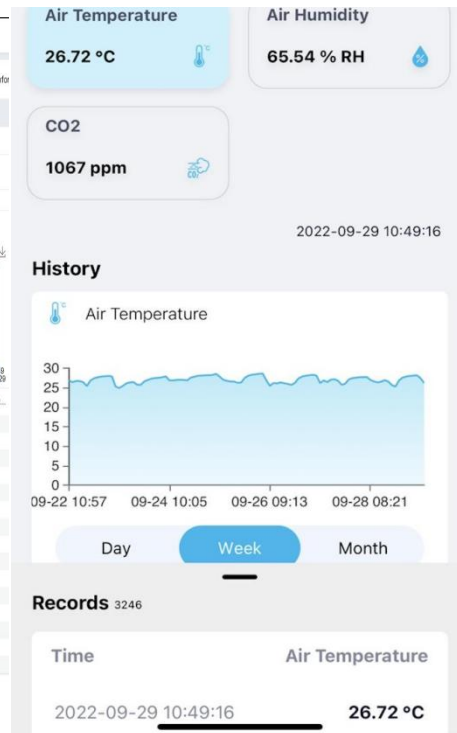 Air Temperature
26.72 °C
Air Humidity
65.54 % RH
CO2
1067 ppm
2022-09-29 10:49:16
History
Air Temperature
30
25
20
15
10
5
0
09-22 10:57 09-24 10:05 09-26 09:13 09-28 08:21
Day Week Month
Records 3246
Time Air Temperature
2022-09-29 10:49:16 26.72 °C